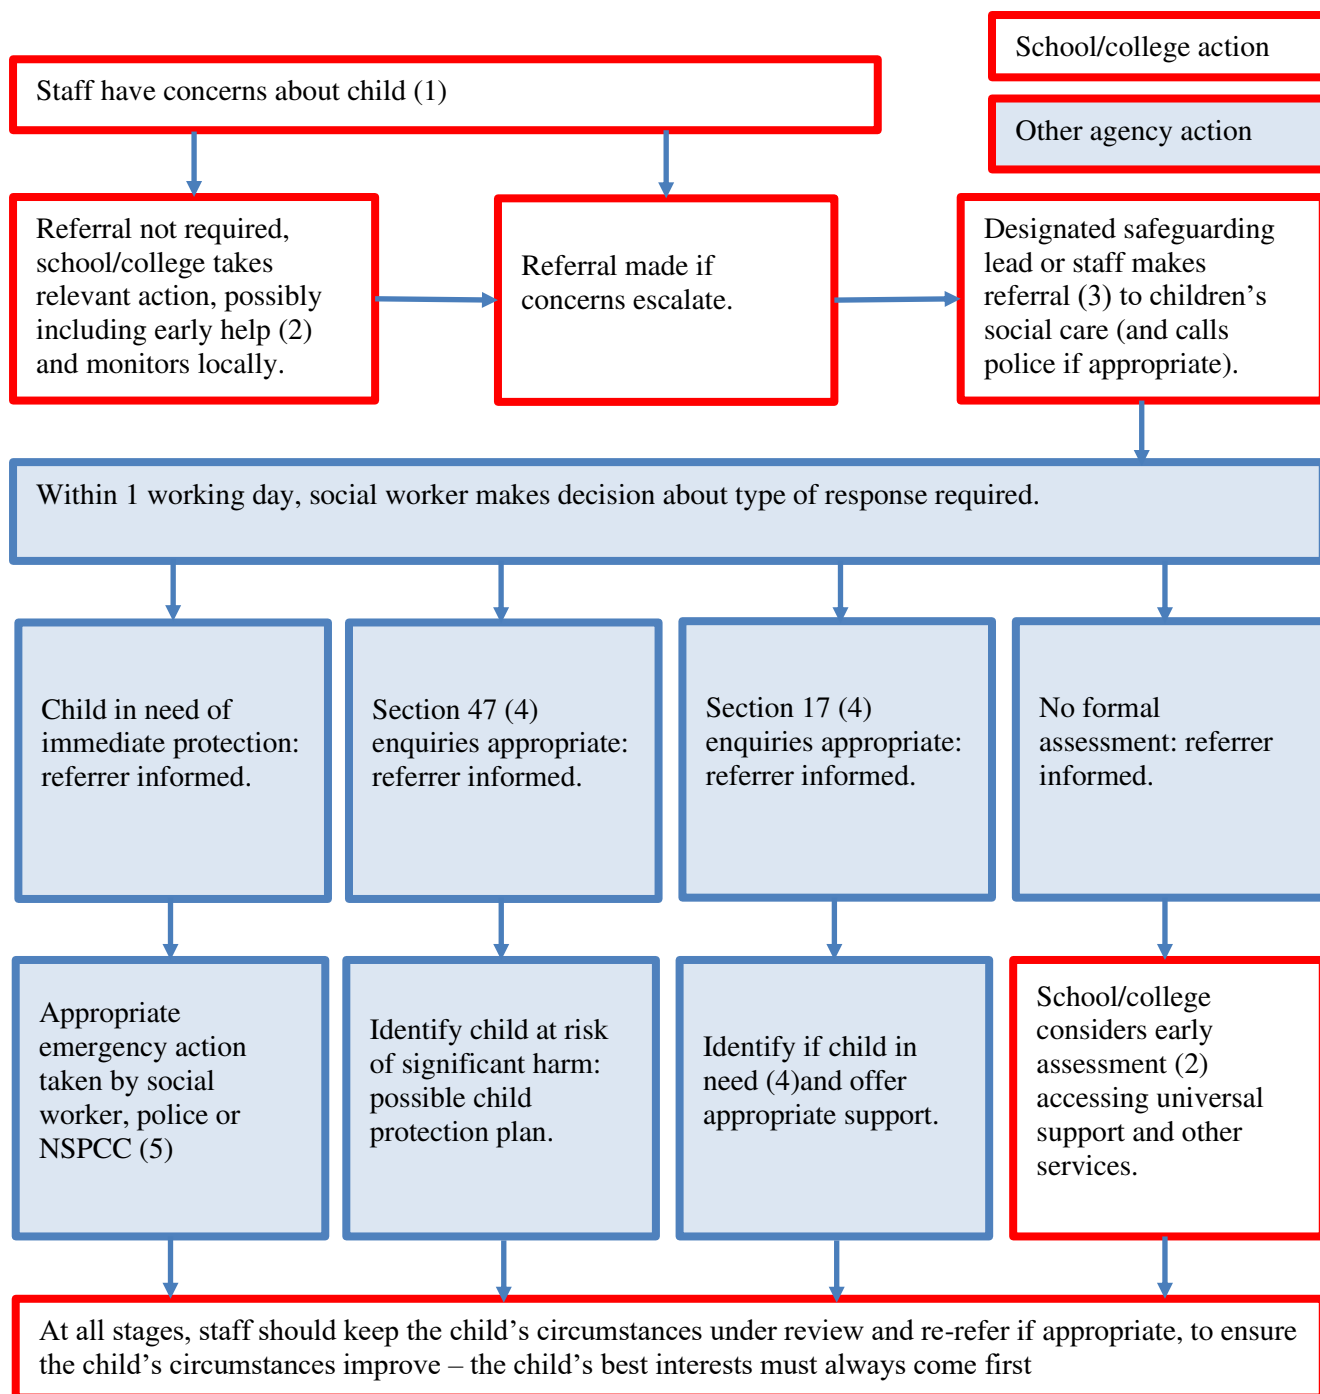 School/college action
Staff have concerns about child (1)
Other agency action
Referral not required,
school/college takes
relevant action, possibly
including early help (2)
and monitors locally.
Referral made if
concerns escalate.
Designated safeguarding
lead or staff makes
referral (3) to children’s
social care (and calls
police if appropriate).
Within 1 working day, social worker makes decision about type of response required.
Child in need of
immediate protection:
referrer informed.
Section 47 (4)
enquiries appropriate:
referrer informed.
Section 17 (4)
enquiries appropriate:
referrer informed.
No formal
assessment: referrer
informed.
Appropriate
emergency action
taken by social
worker, police or
NSPCC (5)
Identify child at risk
of significant harm:
possible child
protection plan.
Identify if child in
need (4)and offer
appropriate support.
School/college
considers early
assessment (2)
accessing universal
support and other
services.
At all stages, staff should keep the child’s circumstances under review and re-refer if appropriate, to ensure
the child’s circumstances improve – the child’s best interests must always come first